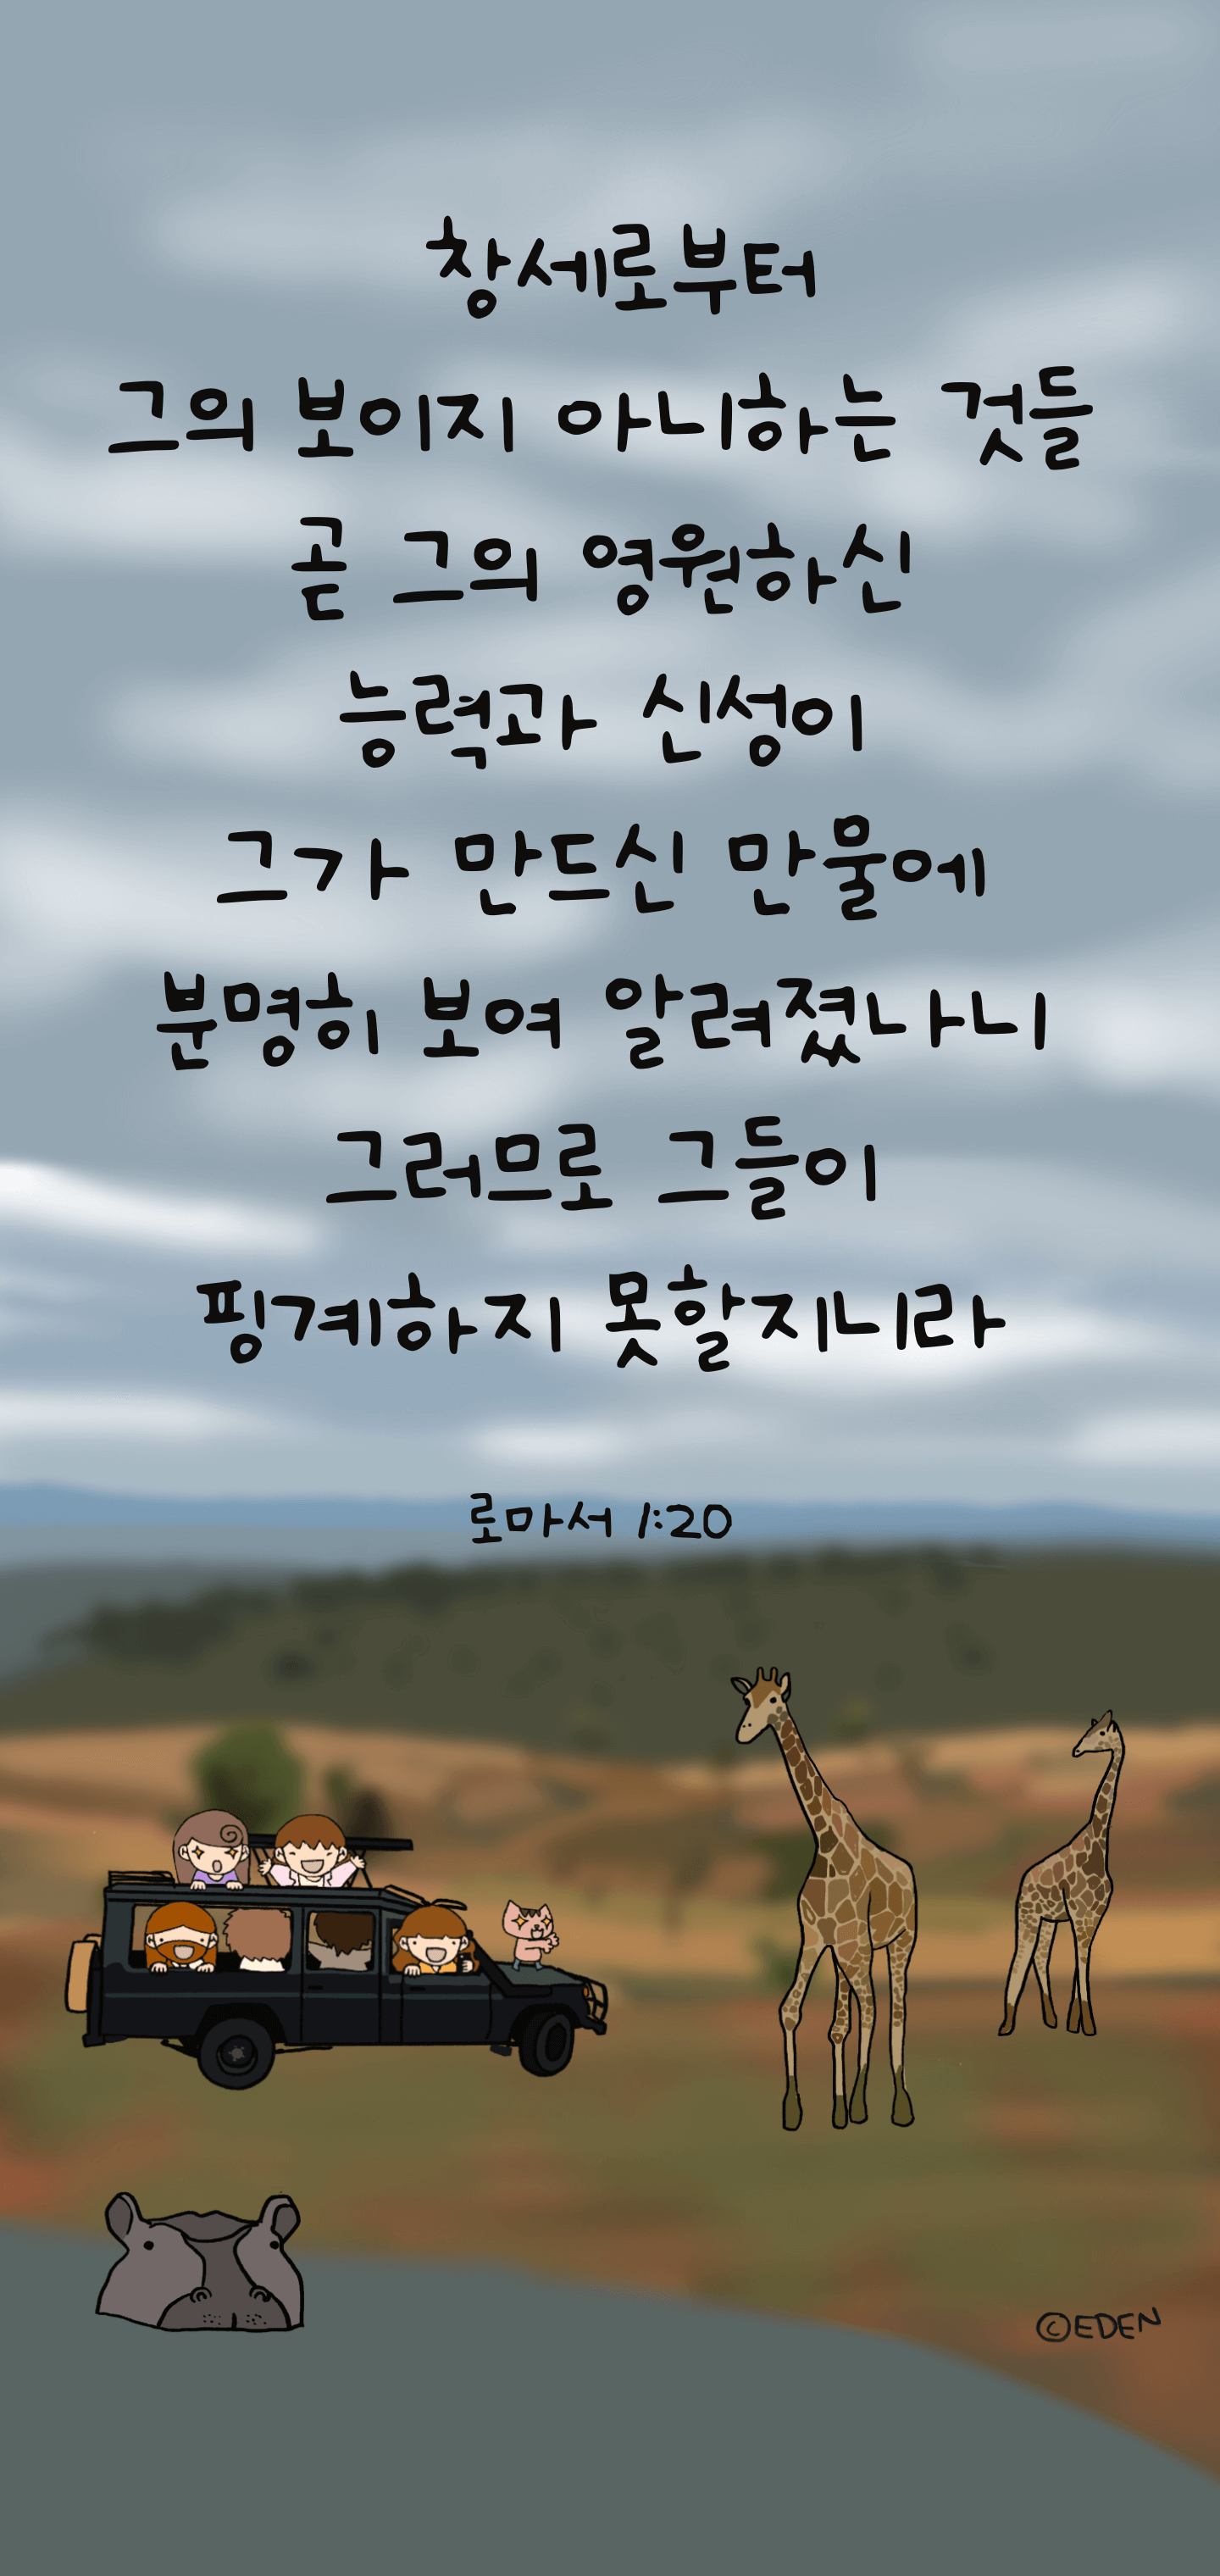 창세로부터
그의 보이지 아니하는 것들
곧 그의 영원하신
능력과 신성이
그가 만드신 만물에
분명히 보여 알려졌나니
그러므로 그들이
핑계하지 못할지니라
로마서 1:20
©EDEN